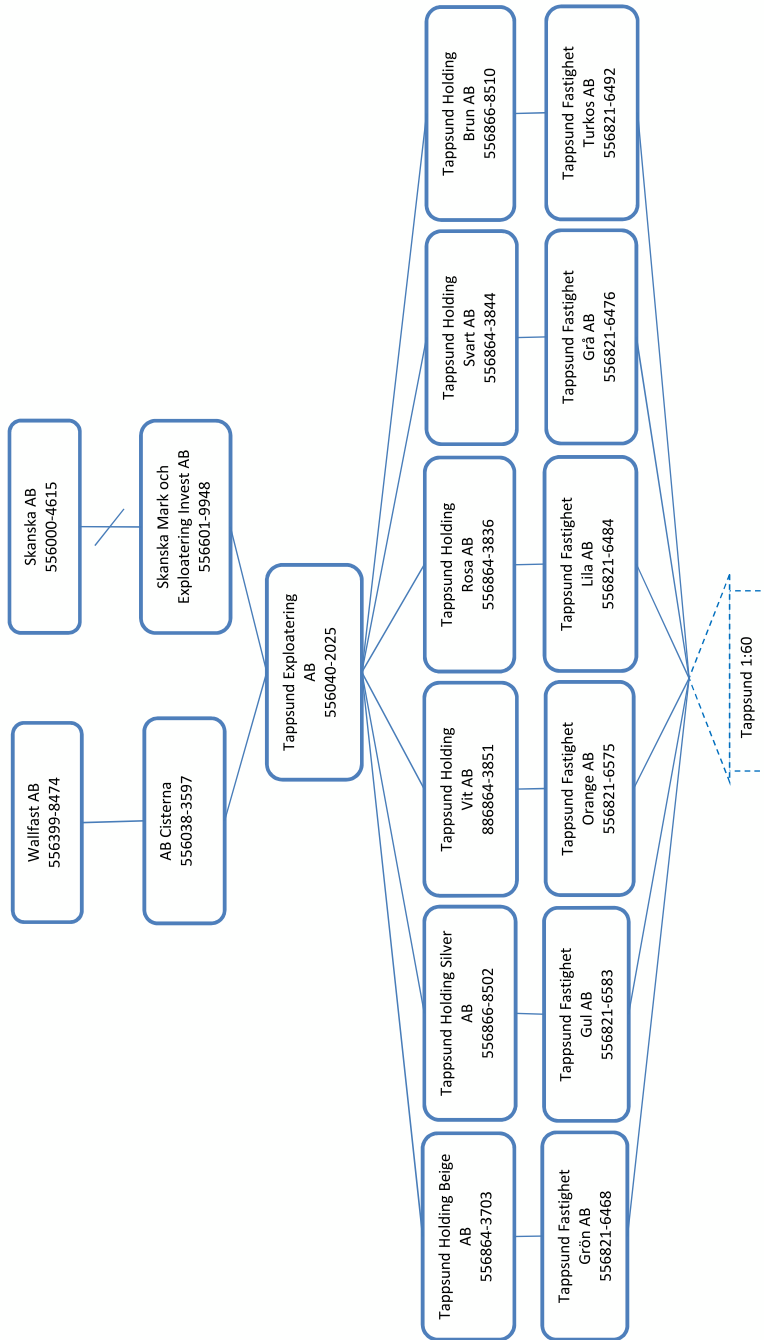 Wallfast AB
556399-8474
Skanska AB
556000-4615
AB Cisterna
556038-3597
Skanska Mark och
Exploatering Invest AB
556601-9948
Tappsund Exploatering
AB
556040-2025
Tappsund Holding Beige
AB
556864-3703
Tappsund Holding Silver
AB
556866-8502
Tappsund Holding
Vit AB
886864-3851
Tappsund Holding
Rosa AB
556864-3836
Tappsund Holding
Svart AB
556864-3844
Tappsund Holding
Brun AB
556866-8510
Tappsund Fastighet
Grön AB
556821-6468
Tappsund Fastighet
Gul AB
556821-6583
Tappsund Fastighet
Orange AB
556821-6575
Tappsund Fastighet
Lila AB
556821-6484
Tappsund Fastighet
Grå AB
556821-6476
Tappsund Fastighet
Turkos AB
556821-6492
Tappsund 1:60